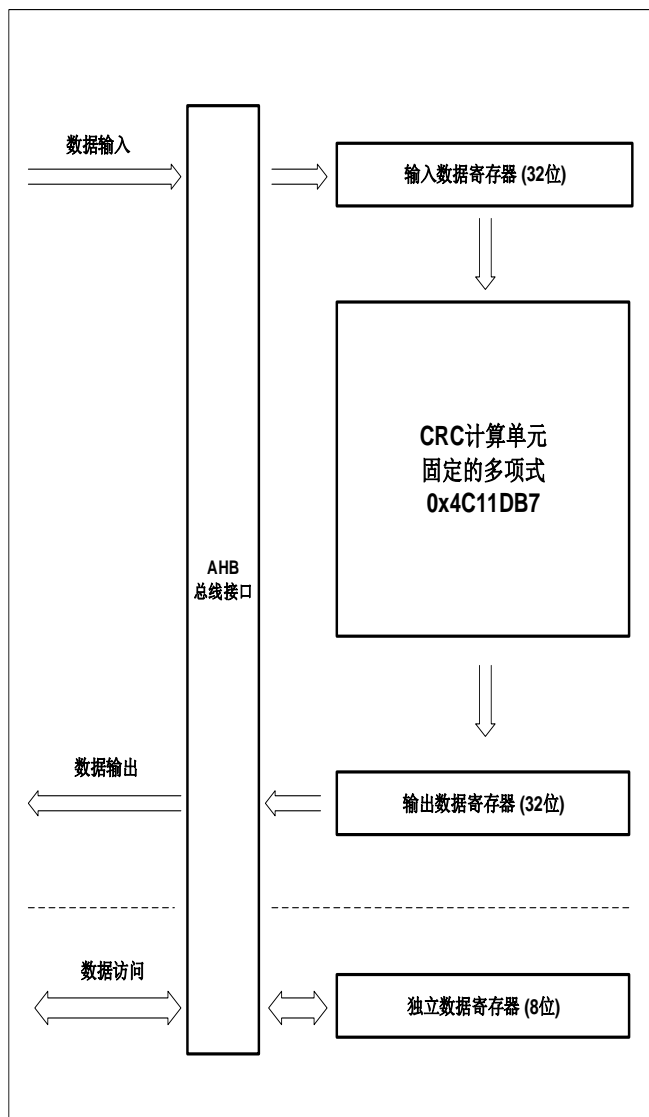 数据输入
输入数据寄存器 (32位)
CRC计算单元
固定的多项式
0x4C11DB7
AHB
总线接口
数据输出
输出数据寄存器 (32位)
数据访问
独立数据寄存器 (8位)